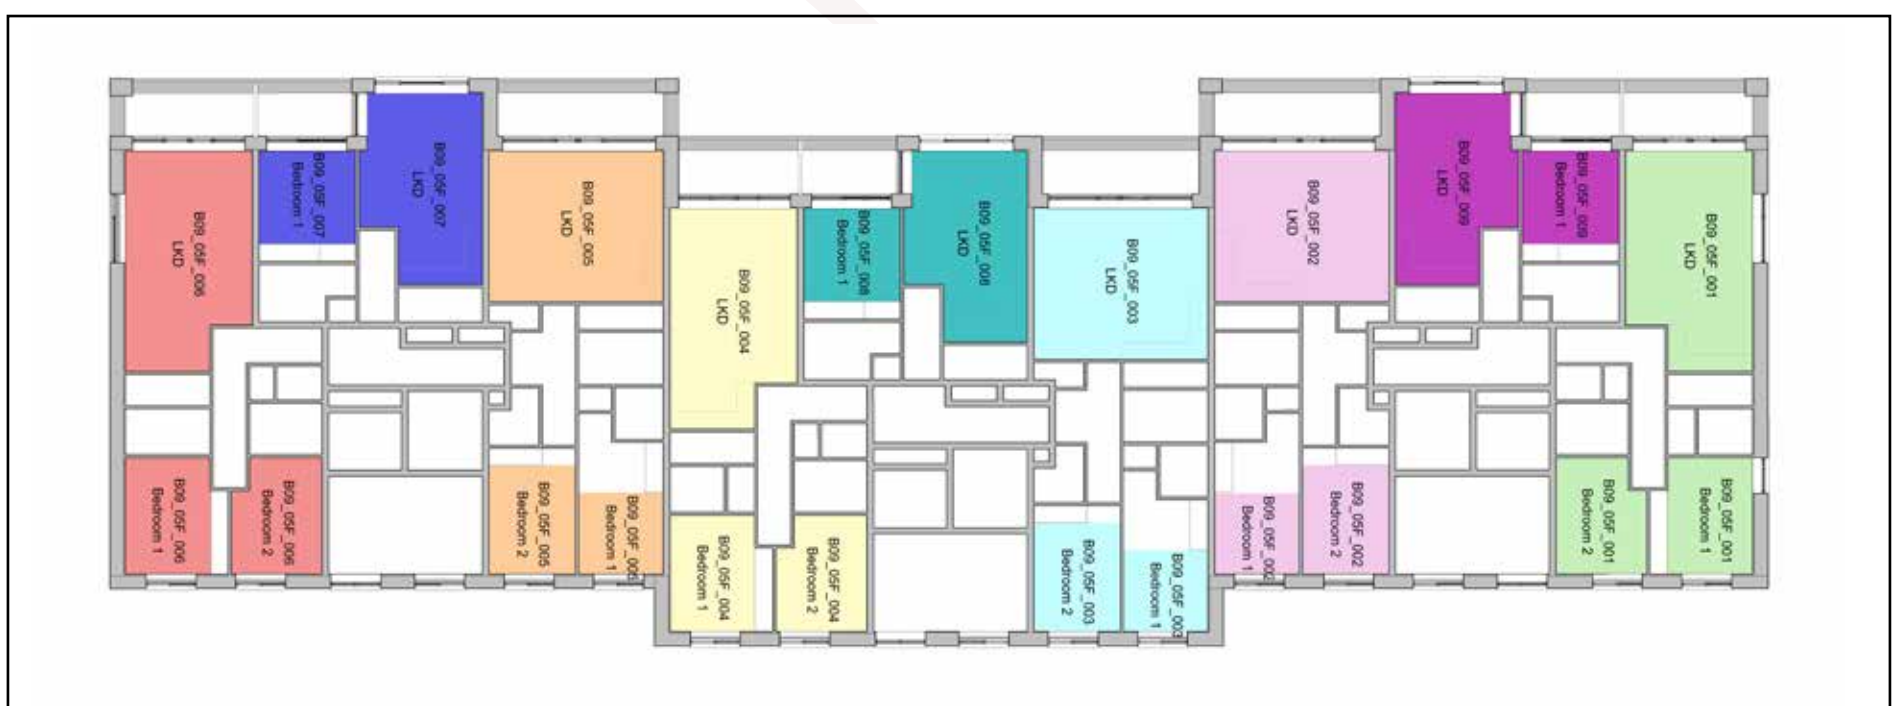 B09_05F_006
LKD
B09_05F_007
Bedroom 1
B09_05F_007
LKD
B09_05F_005
LKD
B09_05F_004
LKD
B09_05F_008
Bedroom 1
B09_05F_008
LKD
B09_05F_003
LKD
B09_05F_002
LKD
B09_05F_009
LKD
B09_05F_009
Bedroom 1
B09_05F_001
LKD
B09_05F_006
Bedroom 1
B09_05F_006
Bedroom 2
B09_05F_005
Bedroom 2
B09_05F_005
Bedroom 1
B09_05F_004
Bedroom 1
B09_05F_004
Bedroom 2
B09_05F_003
Bedroom 2
B09_05F_003
Bedroom 1
B09_05F_002
Bedroom 1
B09_05F_002
Bedroom 2
B09_05F_001
Bedroom 2
B09_05F_001
Bedroom 1